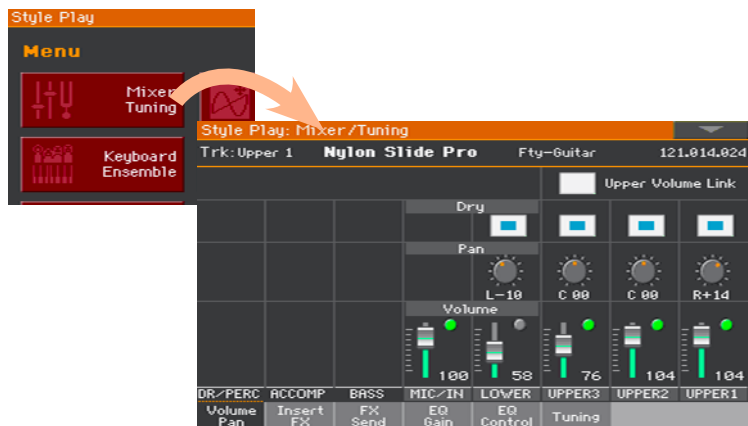 Style Play
Menu
Mixer
Tuning
Keyboard
Ensemble
Style Play: Mixer/Tuning
Trk:Upper 1 Nylon Slide Pro Fty-Guitar 121.014.024
Upper Volume Link
Dry
Pan
L-10 C 00 C 00 R+14
Volume
100 58 76 104 104
DR/PERC ACCOMP BASS MIC/IN LOWER UPPER3 UPPER2 UPPER1
Volume Pan Insert FX FX Send EQ Gain EQ Control Tuning